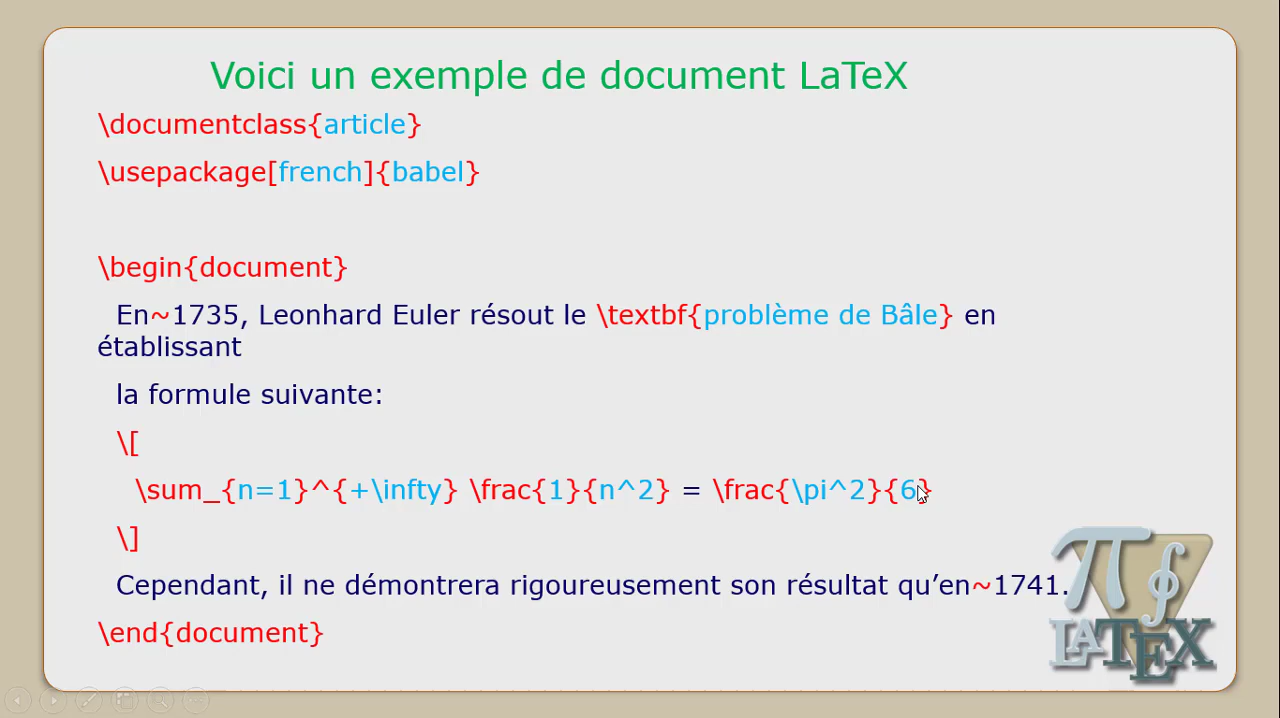 Voici un exemple de document LaTeX
\documentclass{article}
\usepackage[french]{babel}
\begin{document}
En~1735, Leonhard Euler résout le \textbf{problème de Bâle} en
établissant
la formule suivante:
\[
\sum_{n=1}^{+\infty} \frac{1}{n^2} = \frac{\pi^2}{6}
\]
Cependant, il ne démontrera rigoureusement son résultat qu’en~1741.
\end{document}
π∮
LATEX